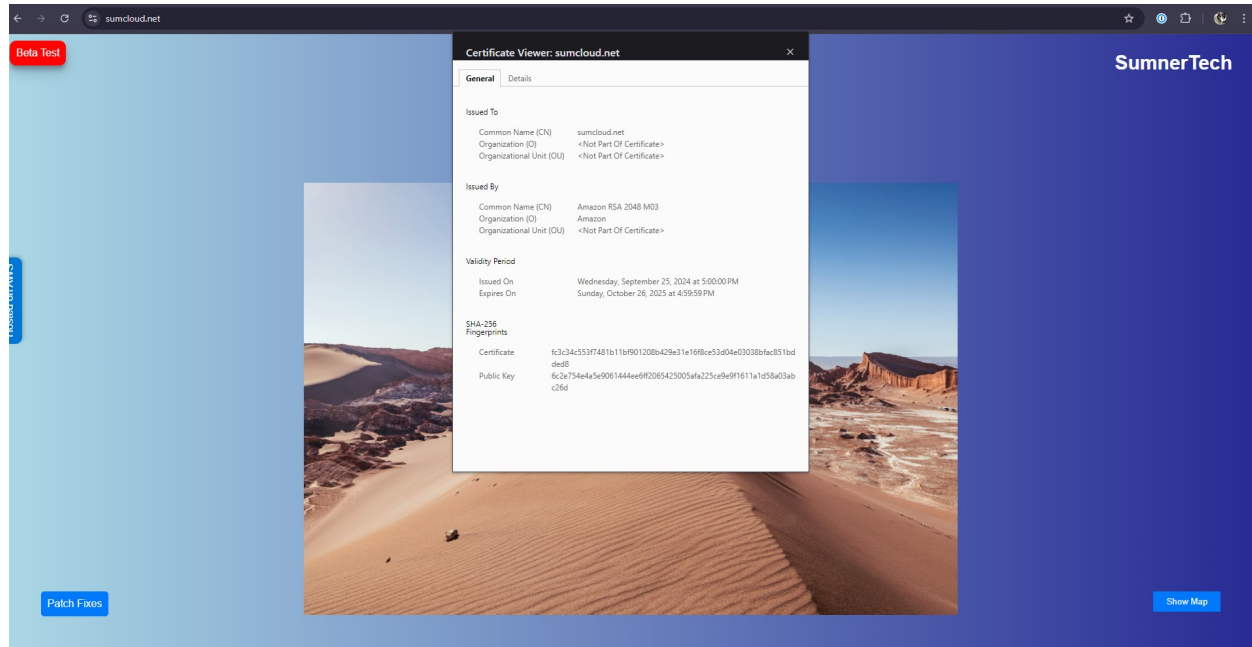 sumcloud.net
Beta Test
SumnerTech
Certificate Viewer: sumcloud.net
General Details
Issued To
Common Name (CN) sumcloud.net
Organization (O) <Not Part Of Certificate>
Organizational Unit (OU) <Not Part Of Certificate>
Issued By
Common Name (CN) Amazon RSA 2048 M03
Organization (O) Amazon
Organizational Unit (OU) <Not Part Of Certificate>
Validity Period
Issued On Wednesday, September 25, 2024 at 5:00:00 PM
Expires On Sunday, October 26, 2025 at 4:59:59 PM
SHA-256
Fingerprints
Certificate fc3c34c553f7481b11bf901208b429e31e16f8ce53d04e03038bfac851bd
ded8
Public Key 6c2e754e4a5e9061444ee6ff2065425005afa225ce9e9f1611a1d58a03ab
c26d
Hosted on AWS
Patch Fixes
Show Map